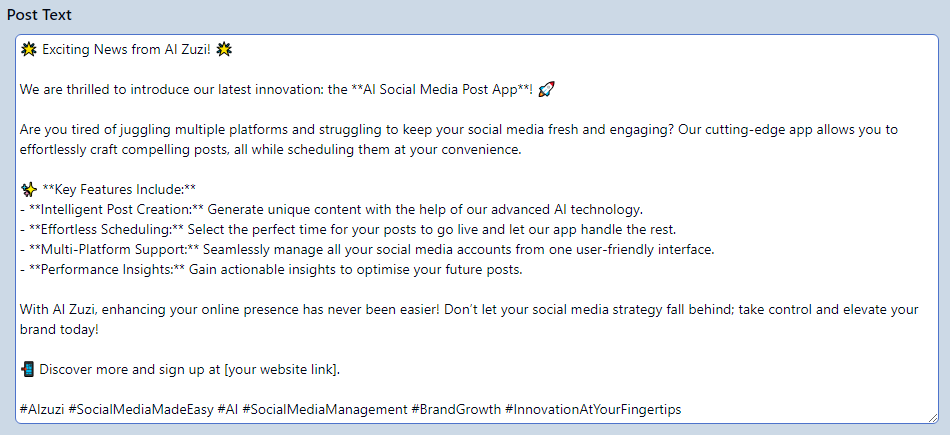 Post Text
🌟 Exciting News from AI Zuzi! 🌟
We are thrilled to introduce our latest innovation: the **AI Social Media Post App**! 🚀
Are you tired of juggling multiple platforms and struggling to keep your social media fresh and engaging? Our cutting-edge app allows you to
effortlessly craft compelling posts, all while scheduling them at your convenience.
✨ **Key Features Include:**
- **Intelligent Post Creation:** Generate unique content with the help of our advanced AI technology.
- **Effortless Scheduling:** Select the perfect time for your posts to go live and let our app handle the rest.
- **Multi-Platform Support:** Seamlessly manage all your social media accounts from one user-friendly interface.
- **Performance Insights:** Gain actionable insights to optimise your future posts.
With AI Zuzi, enhancing your online presence has never been easier! Don’t let your social media strategy fall behind; take control and elevate your
brand today!
📲 Discover more and sign up at [your website link].
#AIzuzi #SocialMediaMadeEasy #AI #SocialMediaManagement #BrandGrowth #InnovationAtYourFingertips